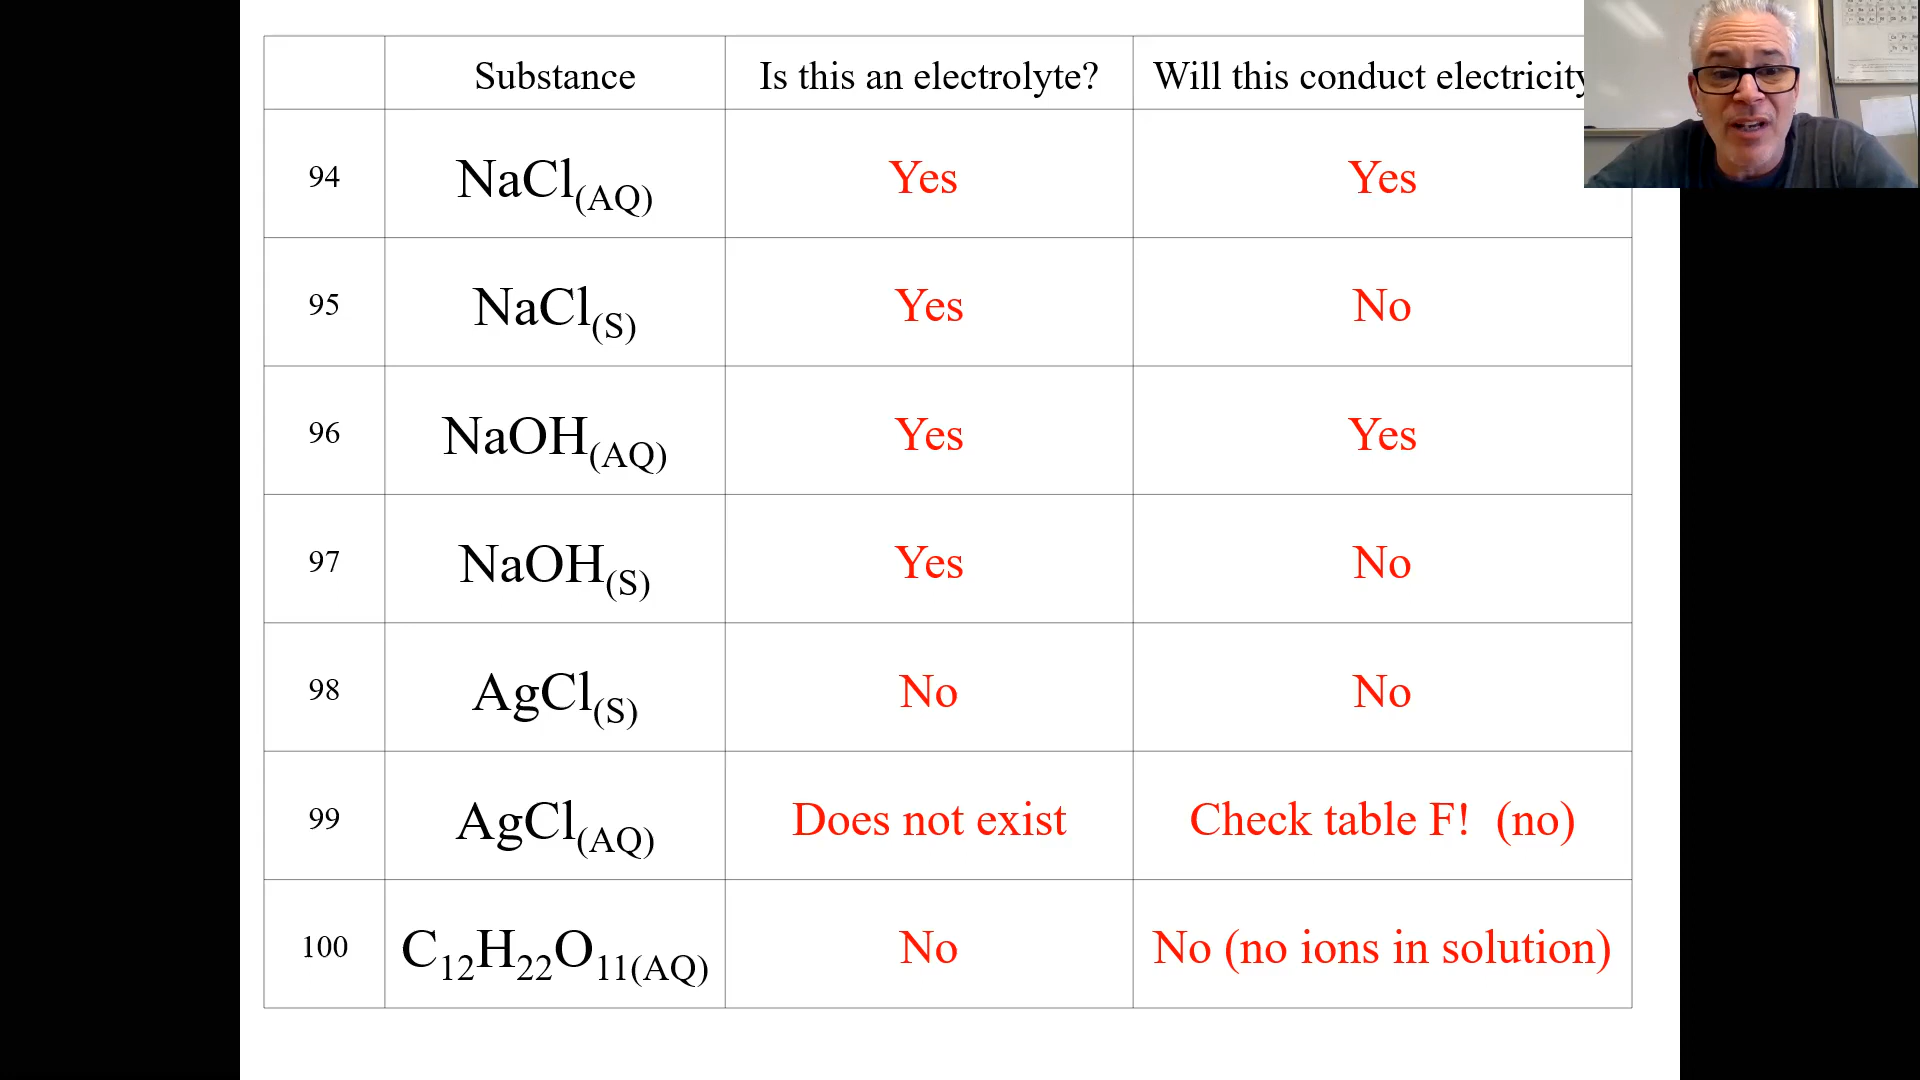 Substance Is this an electrolyte? Will this conduct electricity
94 NaCl(AQ) Yes Yes
95 NaCl(S) Yes No
96 NaOH(AQ) Yes Yes
97 NaOH(S) Yes No
98 AgCl(S) No No
99 AgCl(AQ) Does not exist Check table F! (no)
100 C12H22O11(AQ) No No (no ions in solution)